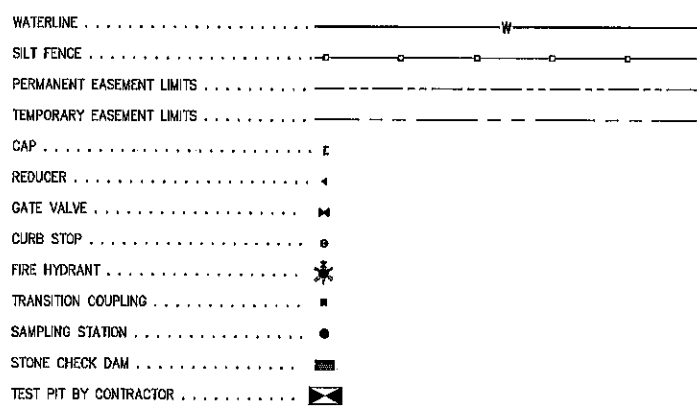 WATERLINE . . . . . . . . . . . . . . . . . . . . . . W
SILT FENCE . . . . . . . . . . . . . . . . . . . . . .
PERMANENT EASEMENT LIMITS . . . . . . . . .
TEMPORARY EASEMENT LIMITS . . . . . . . . .
CAP . . . . . . . . . . . . . . . . . . . . . . . . . .
REDUCER . . . . . . . . . . . . . . . . . . . . . . .
GATE VALVE . . . . . . . . . . . . . . . . . . . .
CURB STOP . . . . . . . . . . . . . . . . . . . . .
FIRE HYDRANT . . . . . . . . . . . . . . . . . . .
TRANSITION COUPLING . . . . . . . . . . . . . .
SAMPLING STATION . . . . . . . . . . . . . . . .
STONE CHECK DAM . . . . . . . . . . . . . . .
TEST PIT BY CONTRACTOR . . . . . . . . . . .